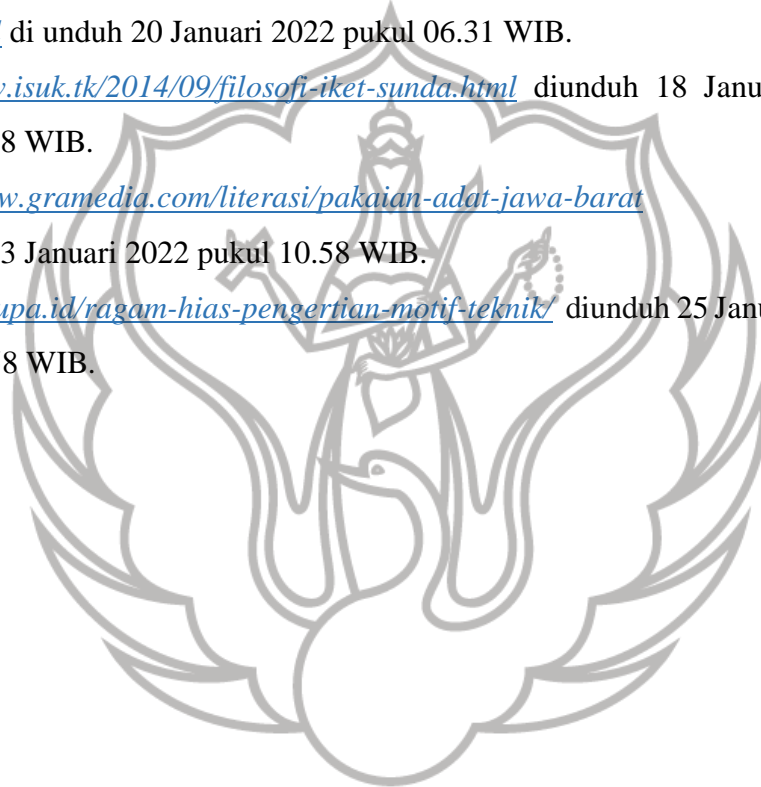 di unduh 20 Januari 2022 pukul 06.31 WIB.
.isuk.tk/2014/09/filosofi-iket-sunda.html diunduh 18 Janu
8 WIB.
w.gramedia.com/literasi/pakaian-adat-jawa-barat
3 Januari 2022 pukul 10.58 WIB.
upa.id/ragam-hias-pengertian-motif-teknik/ diunduh 25 Janu
8 WIB.